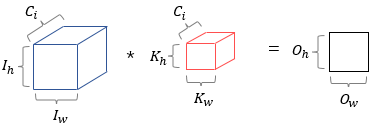 C_i C_i
I_h * K_h = O_h
I_w K_w O_w